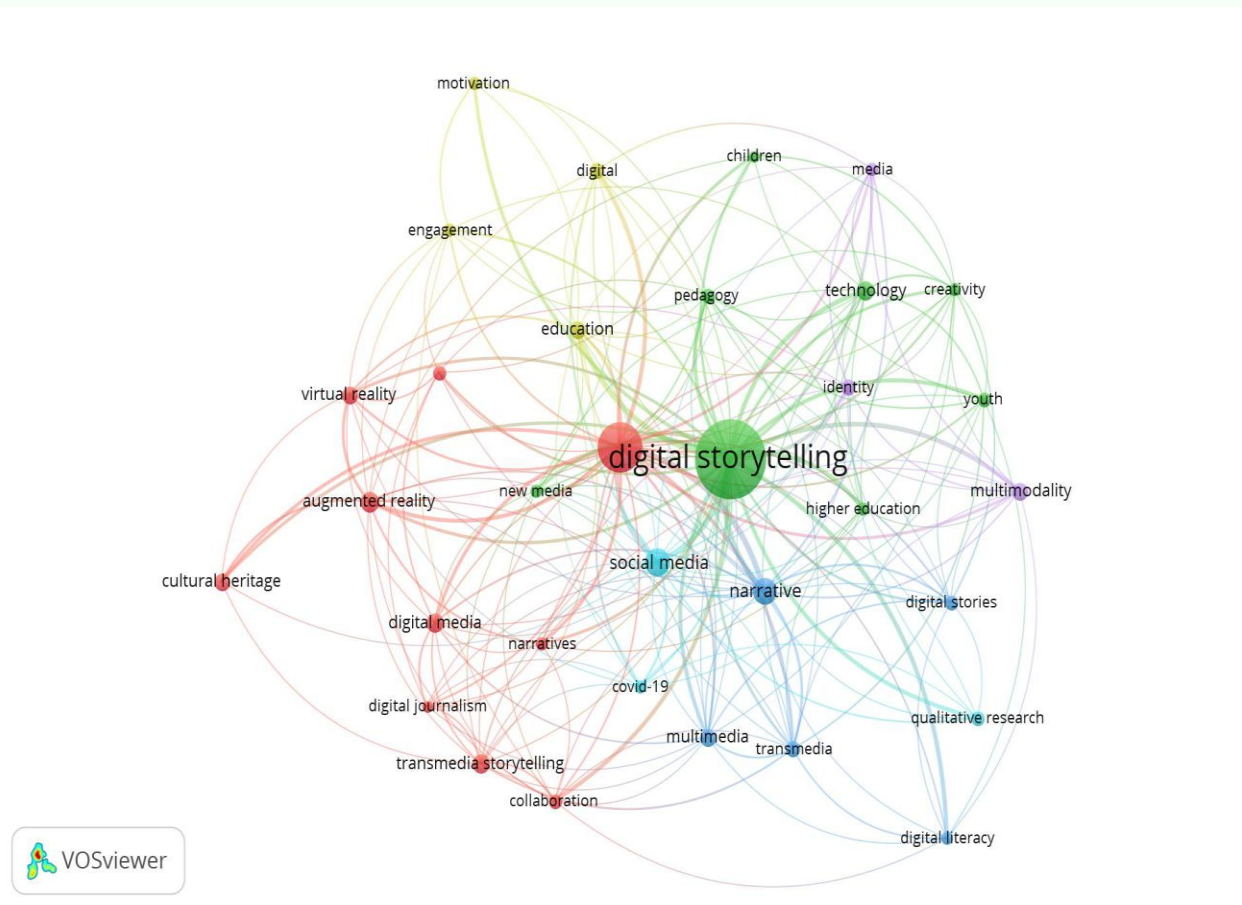 motivation
children
digital
media
engagement
pedagogy
technology
creativity
education
virtual reality
identity
youth
digital storytelling
new media
multimodality
augmented reality
higher education
social media
cultural heritage
narrative
digital stories
digital media
narratives
covid-19
digital journalism
qualitative research
multimedia
transmedia
transmedia storytelling
collaboration
digital literacy
VOSviewer